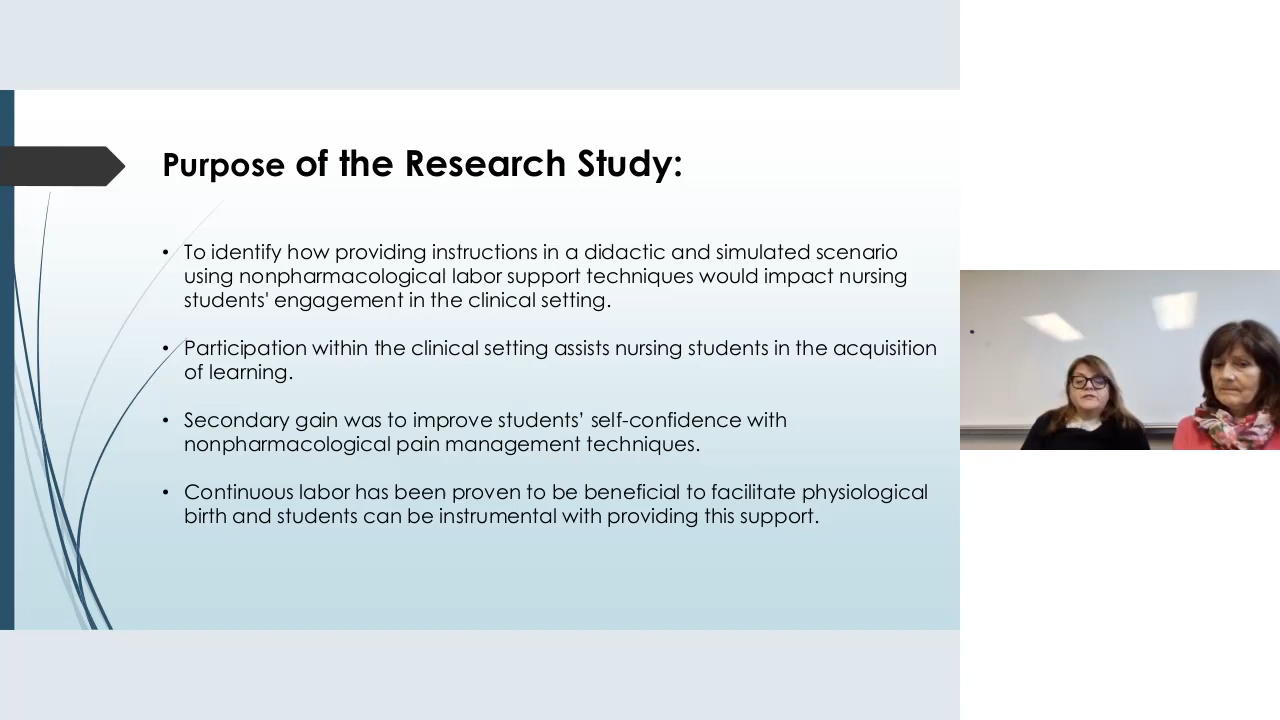 Purpose of the Research Study:
• To identify how providing instructions in a didactic and simulated scenario
using nonpharmacological labor support techniques would impact nursing
students' engagement in the clinical setting.
• Participation within the clinical setting assists nursing students in the acquisition
of learning.
• Secondary gain was to improve students’ self-confidence with
nonpharmacological pain management techniques.
• Continuous labor has been proven to be beneficial to facilitate physiological
birth and students can be instrumental with providing this support.